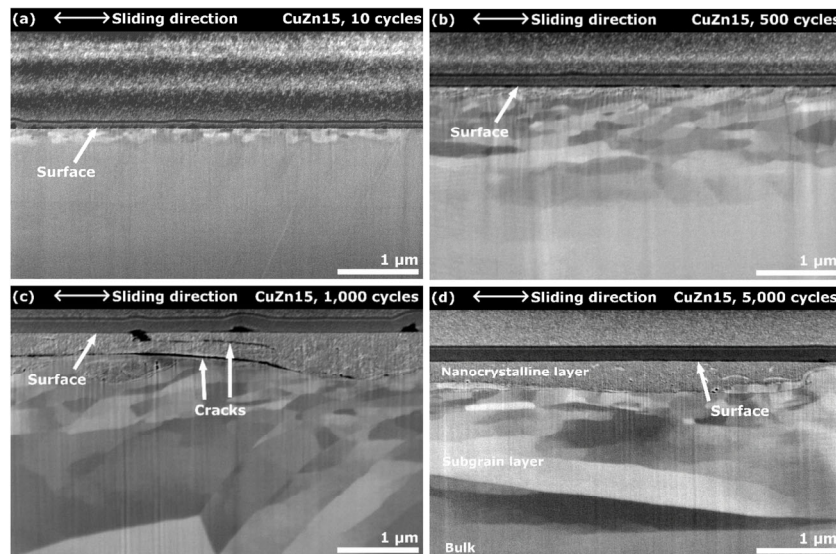 (a) Sliding direction CuZn15, 10 cycles
Surface
1 µm
(b) Sliding direction CuZn15, 500 cycles
Surface
1 µm
(c) Sliding direction CuZn15, 1,000 cycles
Surface
Cracks
1 µm
(d) Sliding direction CuZn15, 5,000 cycles
Nanocrystalline layer
Surface
Subgrain layer
Bulk
1 µm